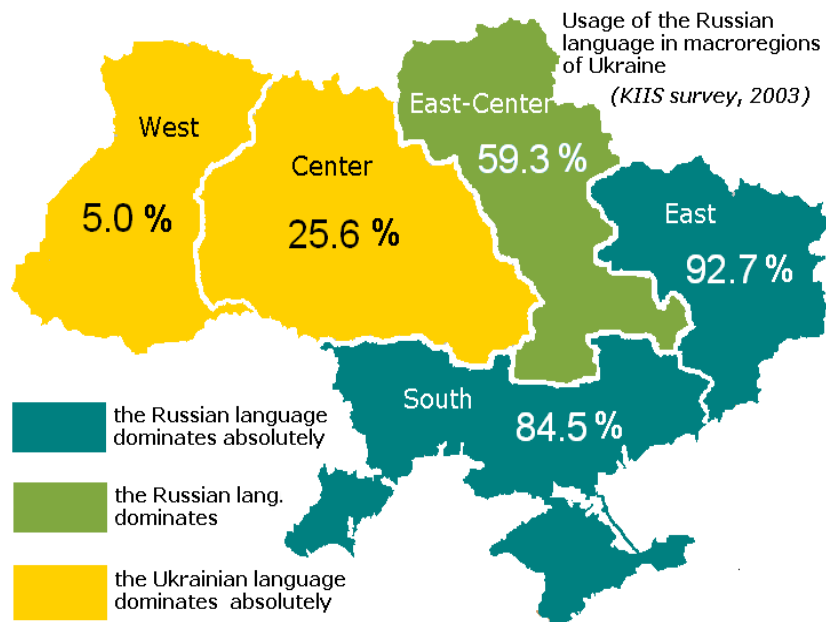 Usage of the Russian
language in macroregions
of Ukraine
(KIIS survey, 2003)
East-Center
59.3 %
West
5.0 %
Center
25.6 %
East
92.7 %
South
84.5 %
the Russian language
dominates absolutely
the Russian lang.
dominates
the Ukrainian language
dominates absolutely